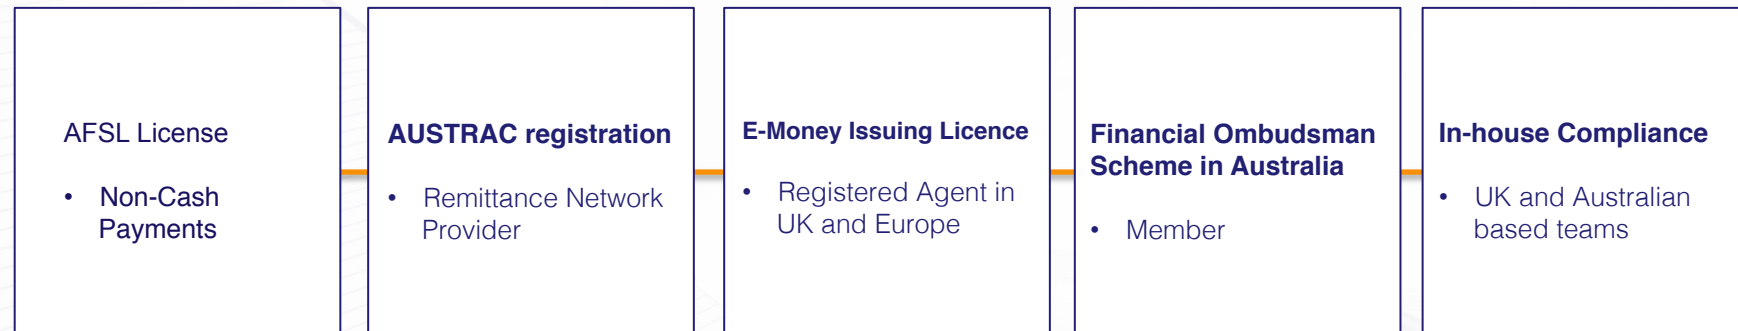 AFSL License
• Non-Cash
Payments
AUSTRAC registration
• Remittance Network
Provider
E-Money Issuing Licence
• Registered Agent in
UK and Europe
Financial Ombudsman
Scheme in Australia
• Member
In-house Compliance
• UK and Australian
based teams